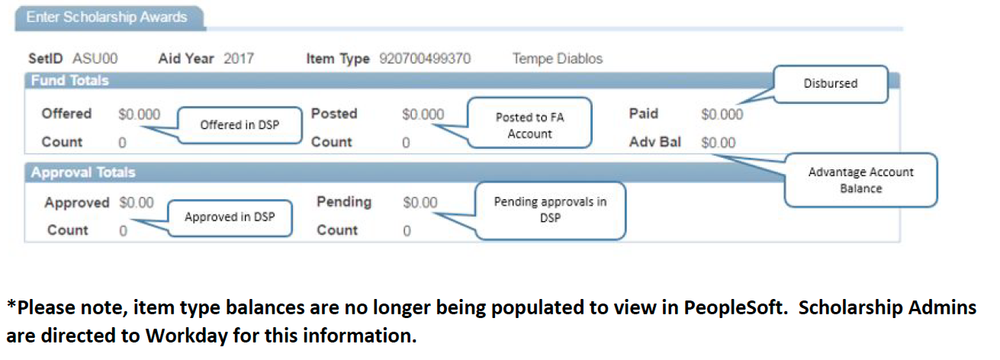 Enter Scholarship Awards
SetID ASU00 Aid Year 2017 Item Type 920700499370 Tempe Diablos
Fund Totals
Disbursed
Offered $0.000 Posted $0.000 Paid $0.000
Offered in DSP
Posted to FA
Account
Count 0 Count 0 Adv Bal $0.00
Approval Totals
Advantage Account
Balance
Approved $0.00 Pending $0.00
Approved in DSP
Pending approvals in
DSP
Count 0 Count 0
*Please note, item type balances are no longer being populated to view in PeopleSoft. Scholarship Admins
are directed to Workday for this information.